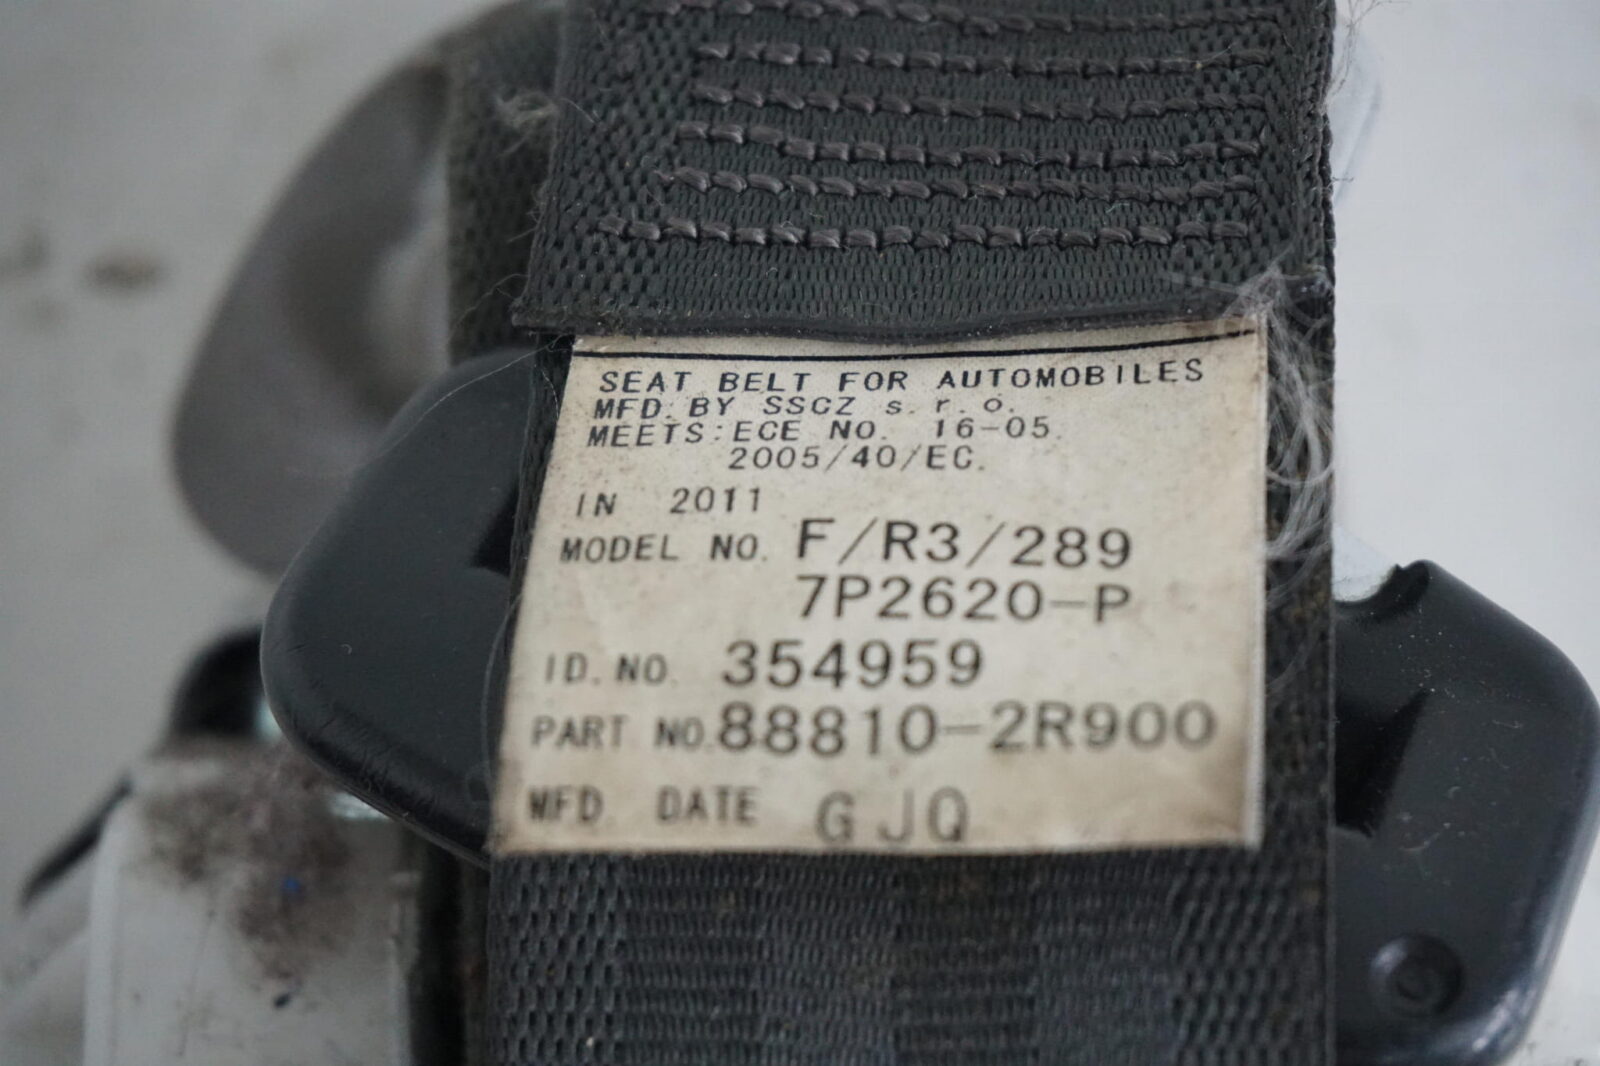 SEAT BELT FOR AUTOMOBILES
MFD. BY SSCZ s. r. o.
MEETS: ECE NO. 16-05.
2005/40/EC.
IN 2011
MODEL NO. F/R3/289
7P2620-P
ID. NO. 354959
PART NO. 88810-2R900
MFD DATE GJQ